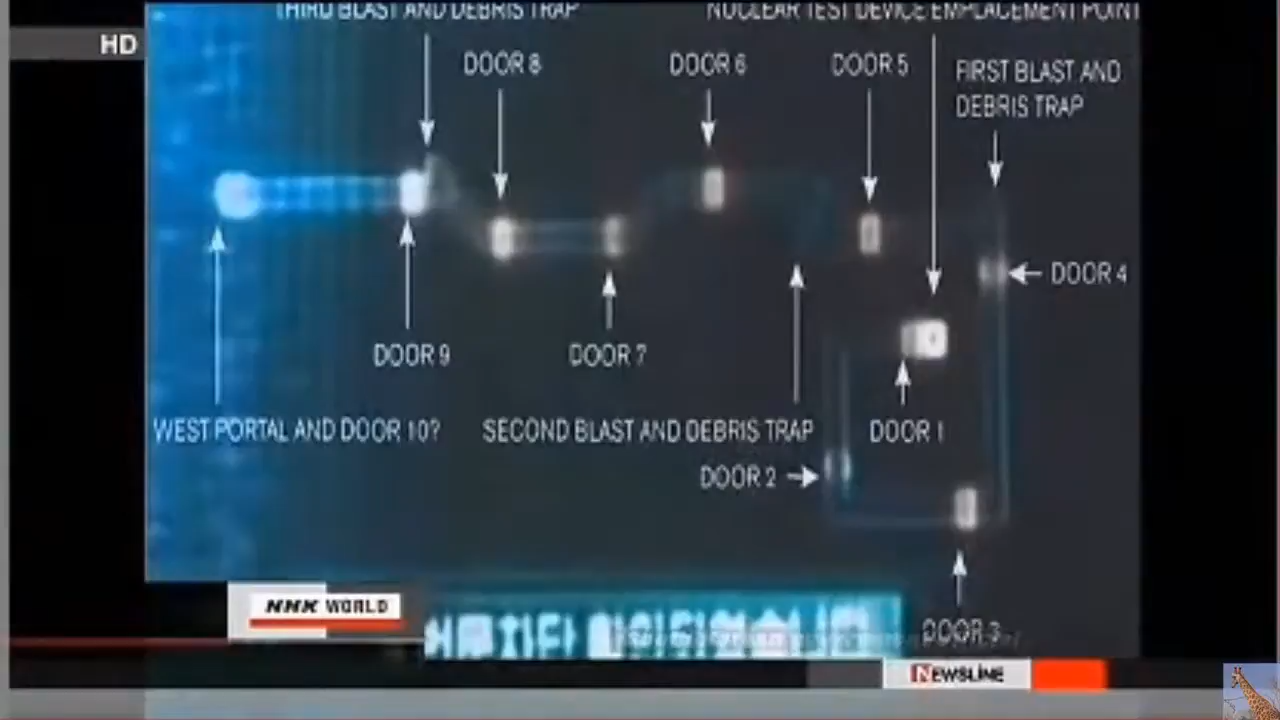 THIRD BLAST AND DEBRIS TRAP
NUCLEAR TEST DEVICE EMPLACEMENT POINT
HD
DOOR 8
DOOR 6
DOOR 5
FIRST BLAST AND
DEBRIS TRAP
DOOR 4
DOOR 9
DOOR 7
WEST PORTAL AND DOOR 10?
SECOND BLAST AND DEBRIS TRAP
DOOR 1
DOOR 2
NHK WORLD
DOOR 3
NEWSLINE